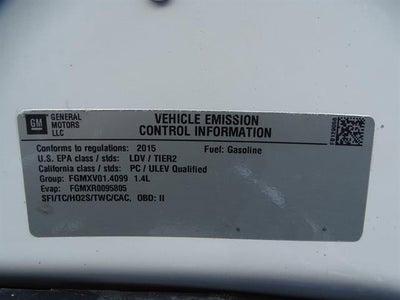 GM
GENERAL
MOTORS
LLC
VEHICLE EMISSION
CONTROL INFORMATION
Conforms to regulations: 2015 Fuel: Gasoline
U.S. EPA class / stds: LDV / TIER2
California class / stds: PC / ULEV Qualified
Group: FGMXV01.4099 1.4L
Evap: FGMXR0095805
SFI/TC/HO2S/TWC/CAC, OBD: II